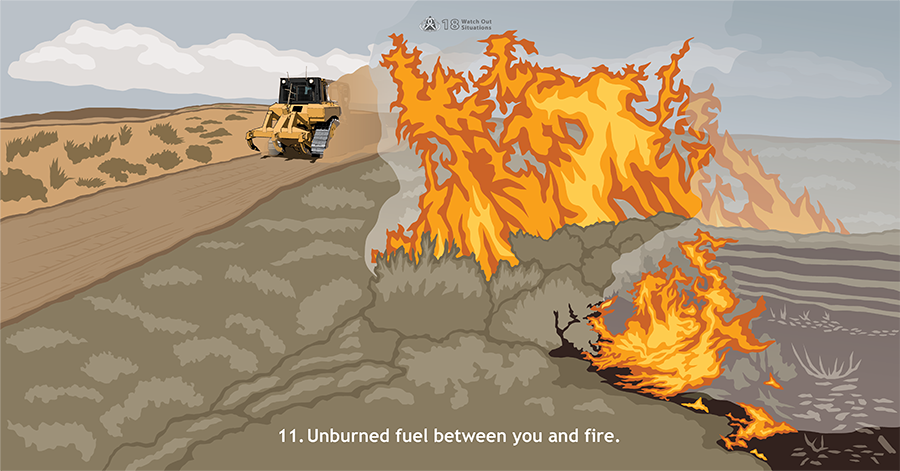 18 Watch Out
Situations
11. Unburned fuel between you and fire.